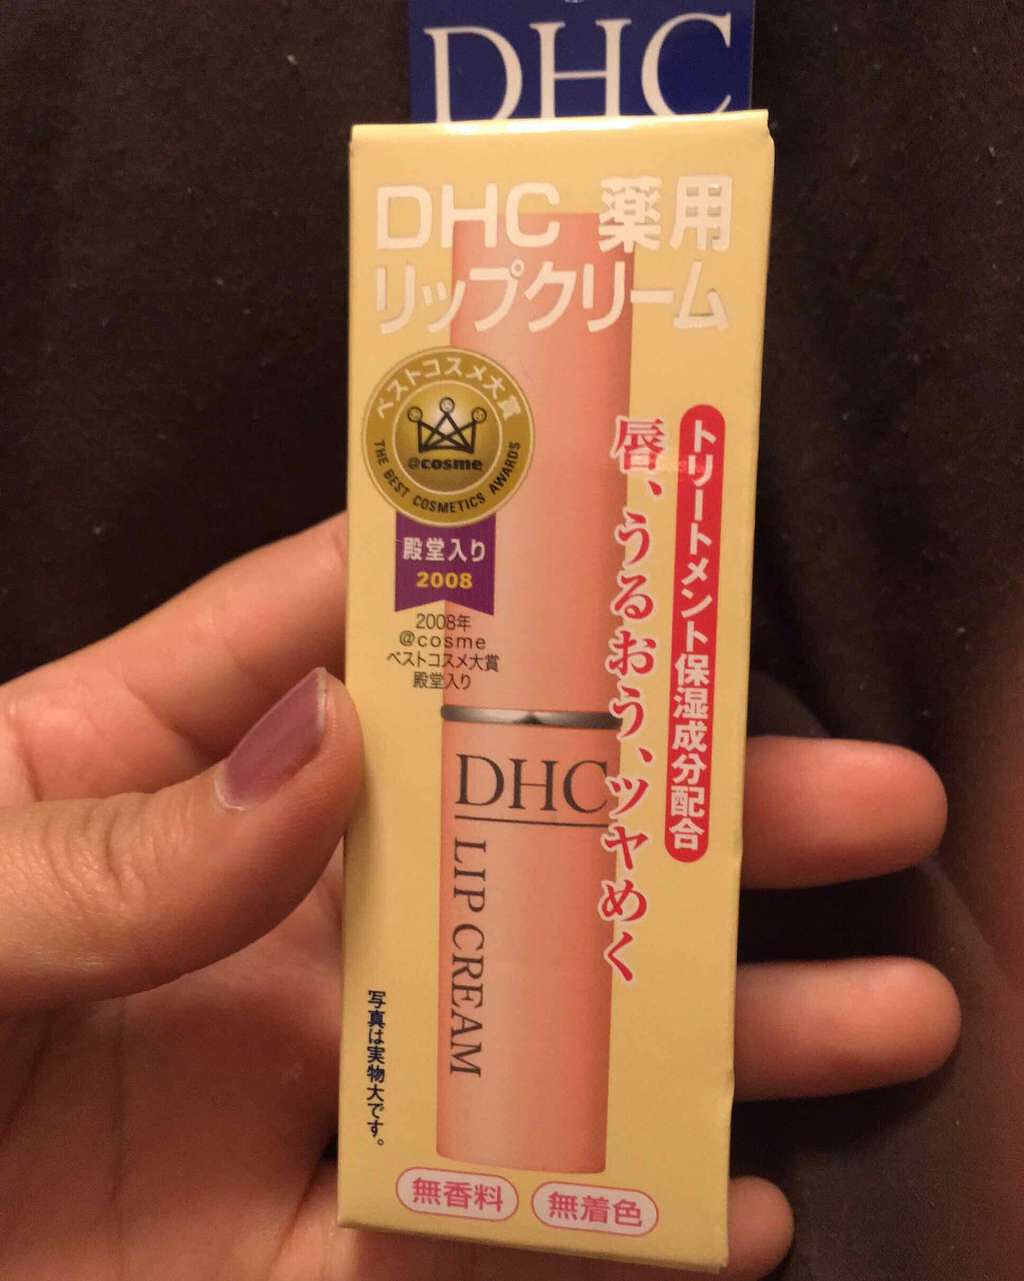 DHC
DHC 薬用
リップクリーム
ベストコスメ大賞
@cosme
THE BEST COSMETICS AWARDS
殿堂入り
2008
2008年
@cosme
ベストコスメ大賞
殿堂入り
トリートメント保湿成分配合
唇、うるおう、ツヤめく
DHC
LIP CREAM
写真は実物大です。
無香料
無着色